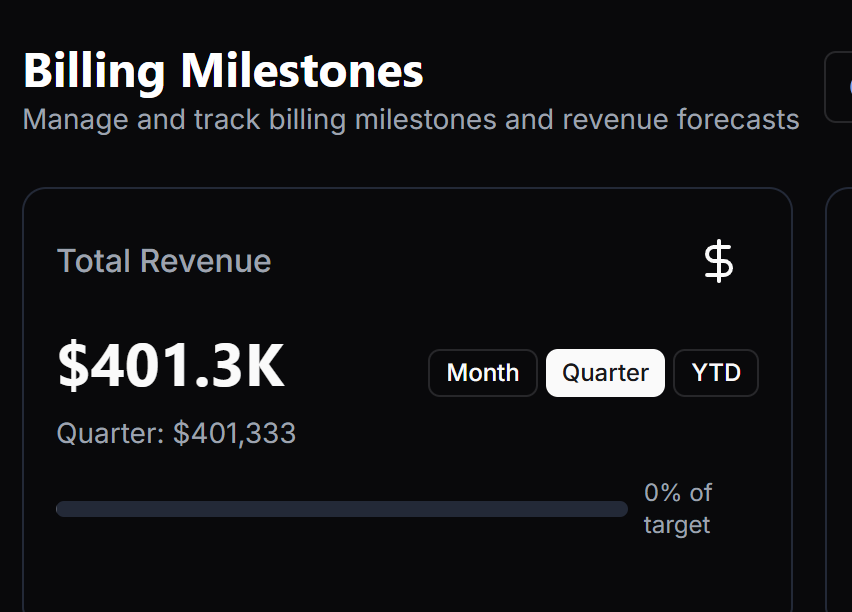 Billing Milestones
Manage and track billing milestones and revenue forecasts
Total Revenue
$
$401.3K
Month
Quarter
YTD
Quarter: $401,333
0% of
target